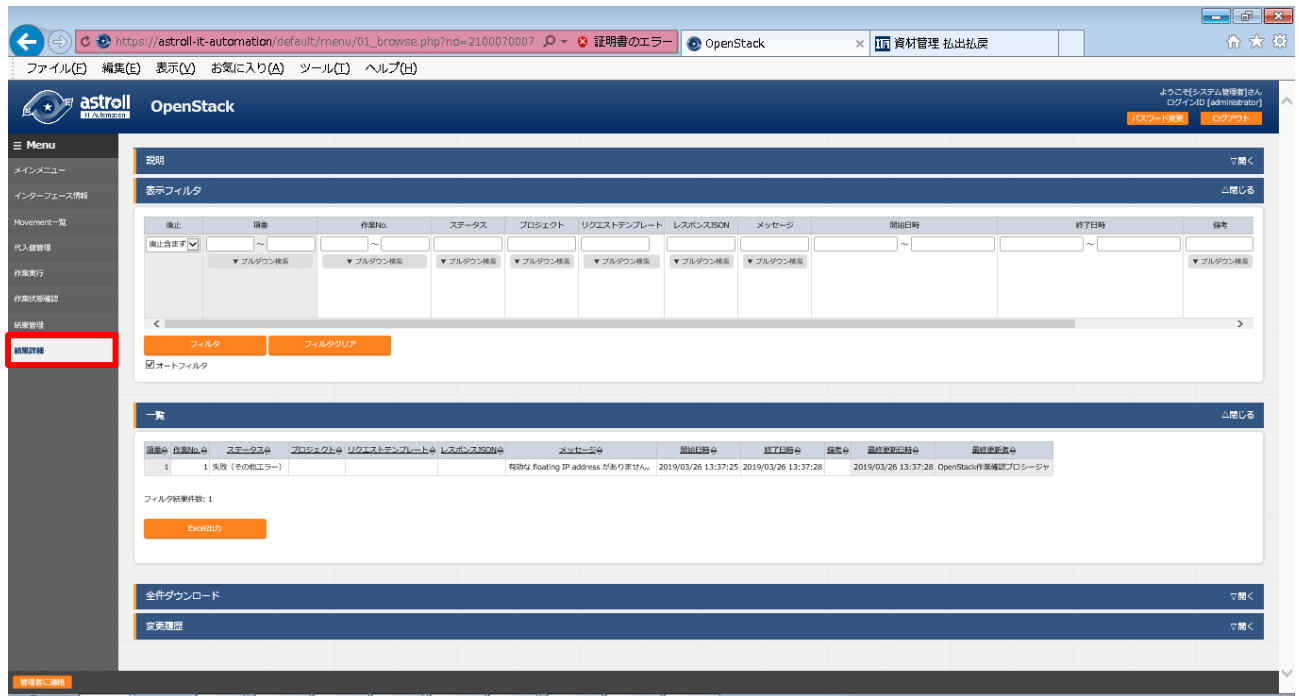 https://astroll-it-automation/default/menu/01_browse.php?no=2100070007 証明書のエラー OpenStack × 資材管理 払出払戻
ファイル(F) 編集(E) 表示(V) お気に入り(A) ツール(T) ヘルプ(H)
astroll IT Automation OpenStack
ようこそ[システム管理者]さん
ログインID [administrator]
パスワード変更 ログアウト
≡ Menu
メインメニュー
インターフェース情報
Movement一覧
代入値管理
作業実行
作業状態確認
結果管理
結果詳細
説明 ▽開く
表示フィルタ △閉じる
廃止 項番 作業No. ステータス プロジェクト リクエストテンプレート レスポンスJSON メッセージ 開始日時 終了日時 備考
廃止含まず ~ ~ ~ ~
▼ プルダウン検索 ▼ プルダウン検索 ▼ プルダウン検索 ▼ プルダウン検索 ▼ プルダウン検索 ▼ プルダウン検索 ▼ プルダウン検索 ▼ プルダウン検索
フィルタ フィルタクリア
オートフィルタ
一覧 △閉じる
項番 作業No. ステータス プロジェクト リクエストテンプレート レスポンスJSON メッセージ 開始日時 終了日時 備考 最終更新日時 最終更新者
1 1 失敗（その他エラー） 有効な floating IP address がありません。 2019/03/26 13:37:25 2019/03/26 13:37:28 2019/03/26 13:37:28 OpenStack作業確認プロシージャ
フィルタ結果件数: 1
Excel出力
全件ダウンロード ▽開く
変更履歴 ▽開く
管理者に連絡